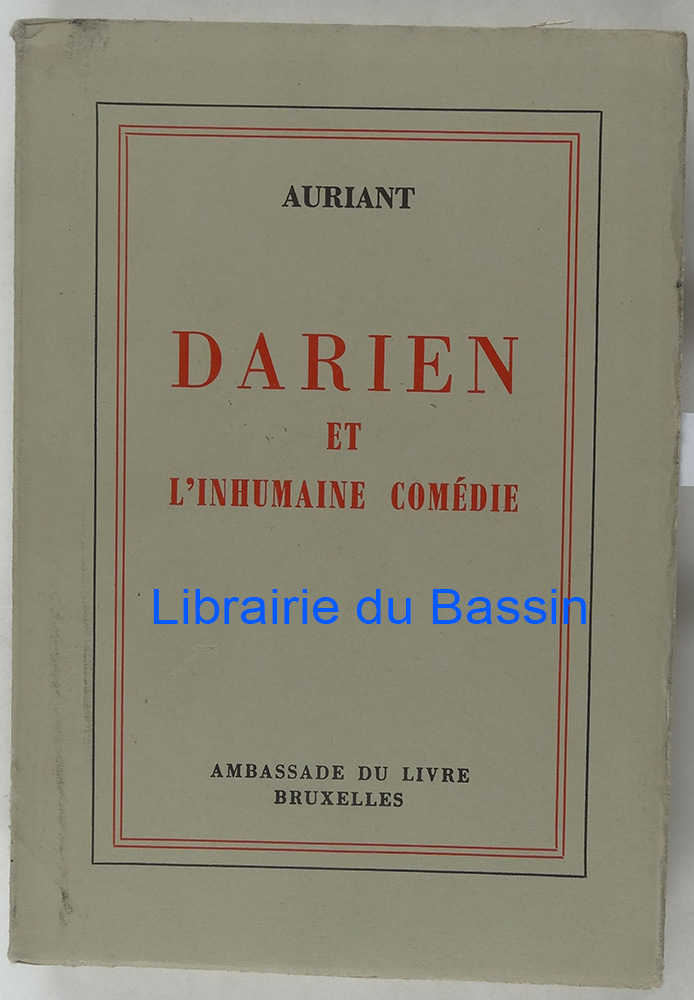 AURIANT
DARIEN
ET
L'INHUMAINE COMÉDIE
Librairie du Bassin
AMBASSADE DU LIVRE
BRUXELLES